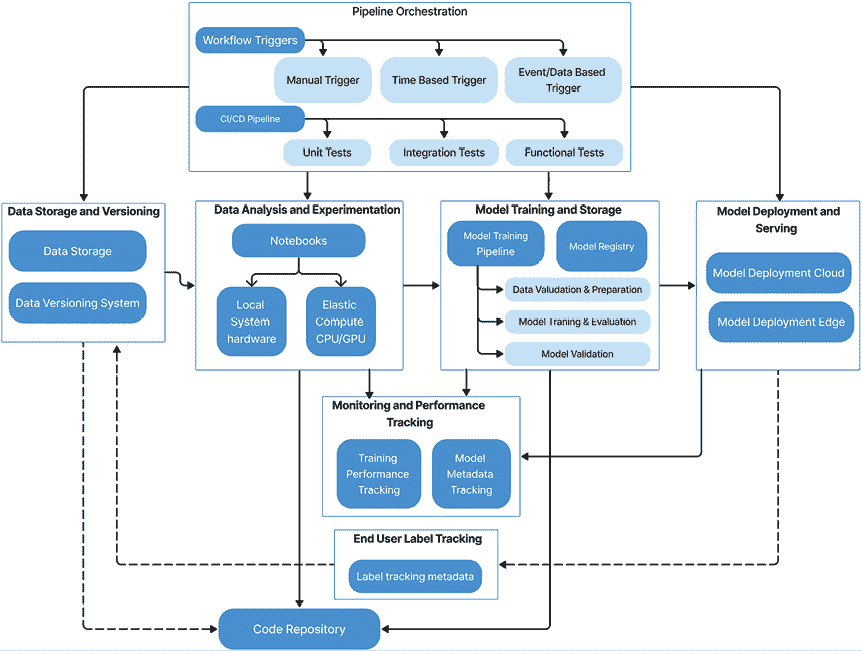 Pipeline Orchestration
Workflow Triggers
Manual Trigger
Time Based Trigger
Event/Data Based
Trigger
CI/CD Pipeline
Unit Tests
Integration Tests
Functional Tests
Data Storage and Versioning
Data Storage
Data Versioning System
Data Analysis and Experimentation
Notebooks
Local
System
hardware
Elastic
Compute
CPU/GPU
Model Training and Storage
Model Training
Pipeline
Model Registry
Data Valudation & Preparation
Model Training & Evaluation
Model Validation
Model Deployment and
Serving
Model Deployment Cloud
Model Deployment Edge
Monitoring and Performance
Tracking
Training
Performance
Tracking
Model
Metadata
Tracking
End User Label Tracking
Label tracking metadata
Code Repository